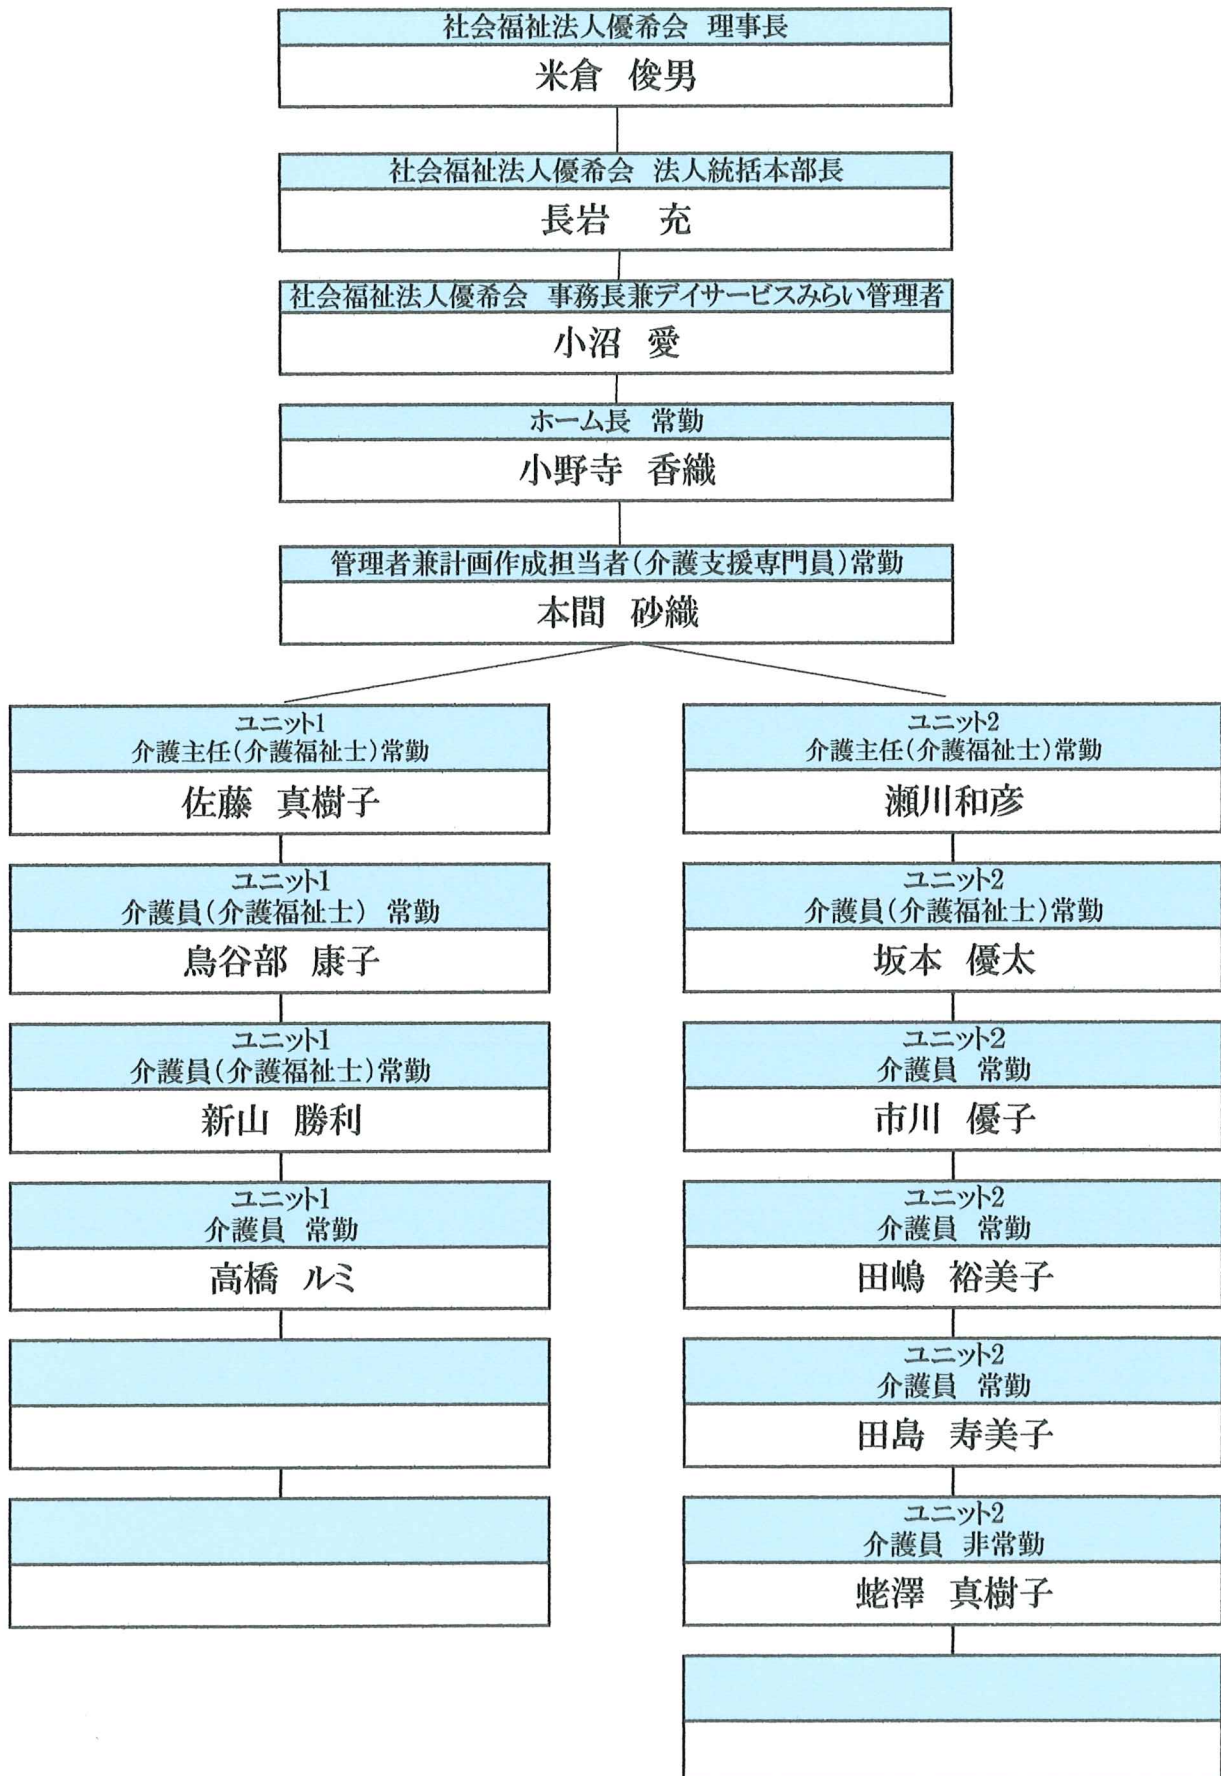 社会福祉法人優希会 理事長
米倉 俊男
社会福祉法人優希会 法人統括本部長
長岩 充
社会福祉法人優希会 事務長兼デイサービスみらい管理者
小沼 愛
ホーム長 常勤
小野寺 香織
管理者兼計画作成担当者(介護支援専門員)常勤
本間 砂織
ユニット1
介護主任(介護福祉士)常勤
佐藤 真樹子
ユニット1
介護員(介護福祉士) 常勤
鳥谷部 康子
ユニット1
介護員(介護福祉士)常勤
新山 勝利
ユニット1
介護員 常勤
高橋 ルミ
ユニット2
介護主任(介護福祉士)常勤
瀬川和彦
ユニット2
介護員(介護福祉士)常勤
坂本 優太
ユニット2
介護員 常勤
市川 優子
ユニット2
介護員 常勤
田嶋 裕美子
ユニット2
介護員 常勤
田島 寿美子
ユニット2
介護員 非常勤
蛯澤 真樹子